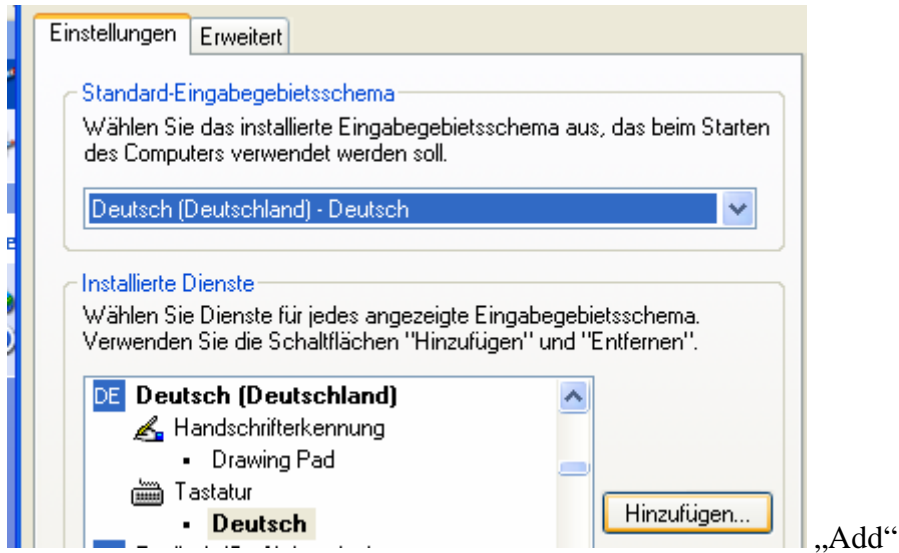 Einstellungen Erweitert
Standard-Eingabegebietsschema
Wählen Sie das installierte Eingabegebietsschema aus, das beim Starten
des Computers verwendet werden soll.
Deutsch (Deutschland) - Deutsch
Installierte Dienste
Wählen Sie Dienste für jedes angezeigte Eingabegebietsschema.
Verwenden Sie die Schaltflächen "Hinzufügen" und "Entfernen".
DE Deutsch (Deutschland)
Handschrifterkennung
Drawing Pad
Tastatur
Deutsch
Hinzufügen...
„Add“